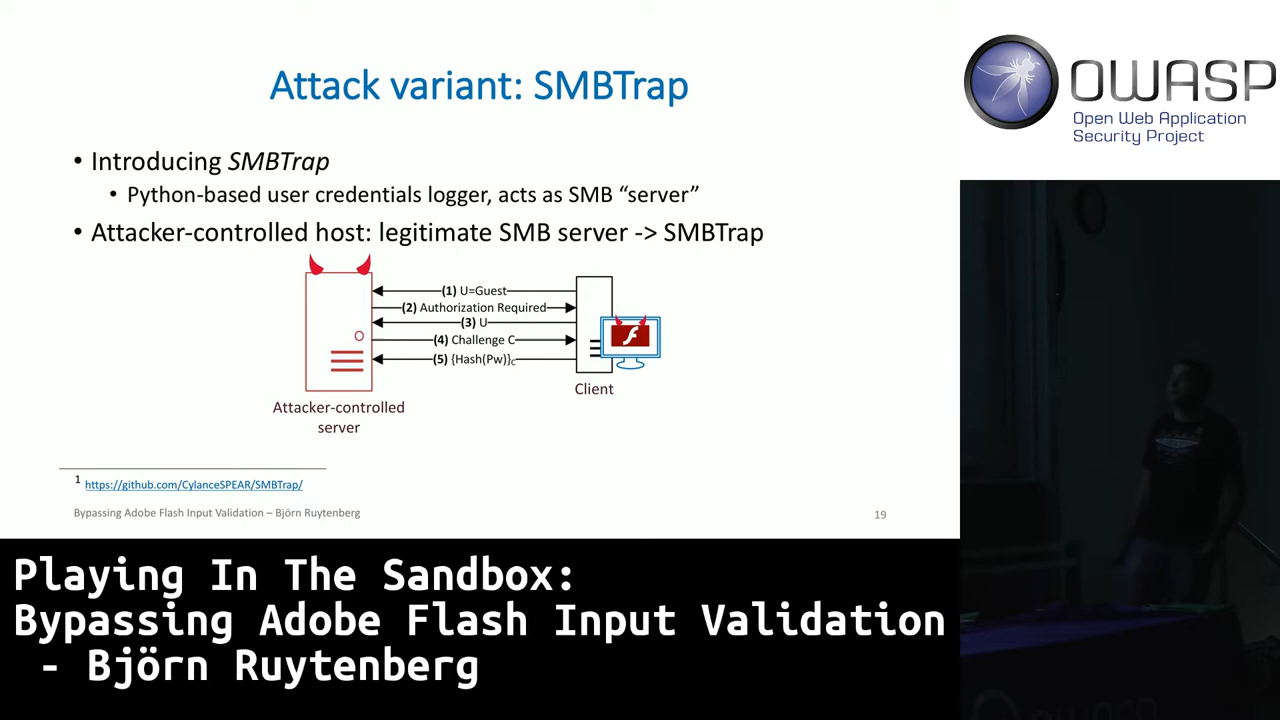 Attack variant: SMBTrap
• Introducing SMBTrap
• Python-based user credentials logger, acts as SMB “server”
• Attacker-controlled host: legitimate SMB server -> SMBTrap
(1) U=Guest
(2) Authorization Required
(3) U
(4) Challenge C
(5) {Hash(Pw)}C
Client
Attacker-controlled
server
1 https://github.com/CylanceSPEAR/SMBTrap/
Bypassing Adobe Flash Input Validation – Björn Ruytenberg
19
OWASP
Open Web Application
Security Project
Playing In The Sandbox:
Bypassing Adobe Flash Input Validation
- Björn Ruytenberg